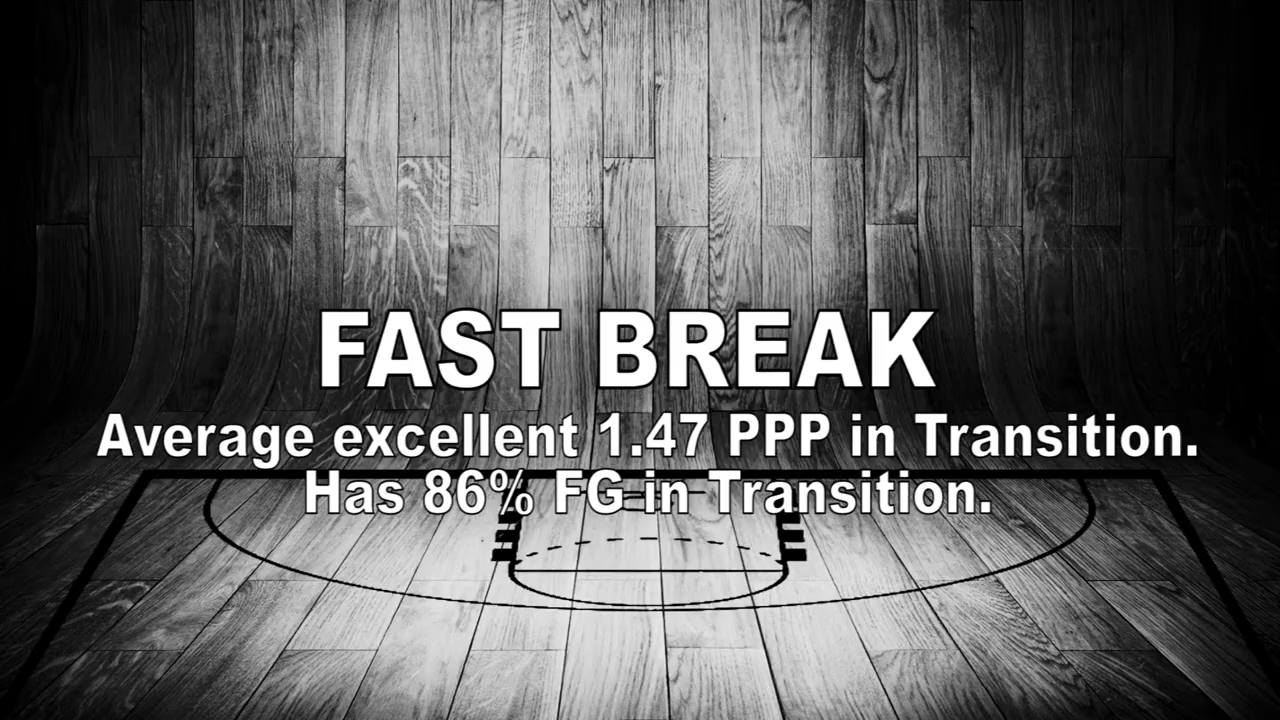 FAST BREAK
Average excellent 1.47 PPP in Transition.
Has 86% FG in Transition.